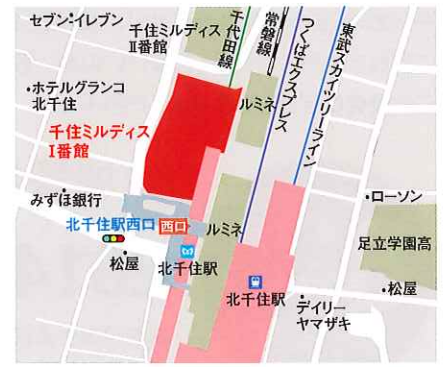 セブン・イレブン
千住ミルディス
Ⅱ番館
千代田線
常磐線
つくばエクスプレス
東武スカイツリーライン
ホテルグランコ
北千住
ルミネ
千住ミルディス
Ⅰ番館
みずほ銀行
ローソン
北千住駅西口
西口
ルミネ
足立学園高
松屋
北千住駅
北千住駅
松屋
デイリー
ヤマザキ